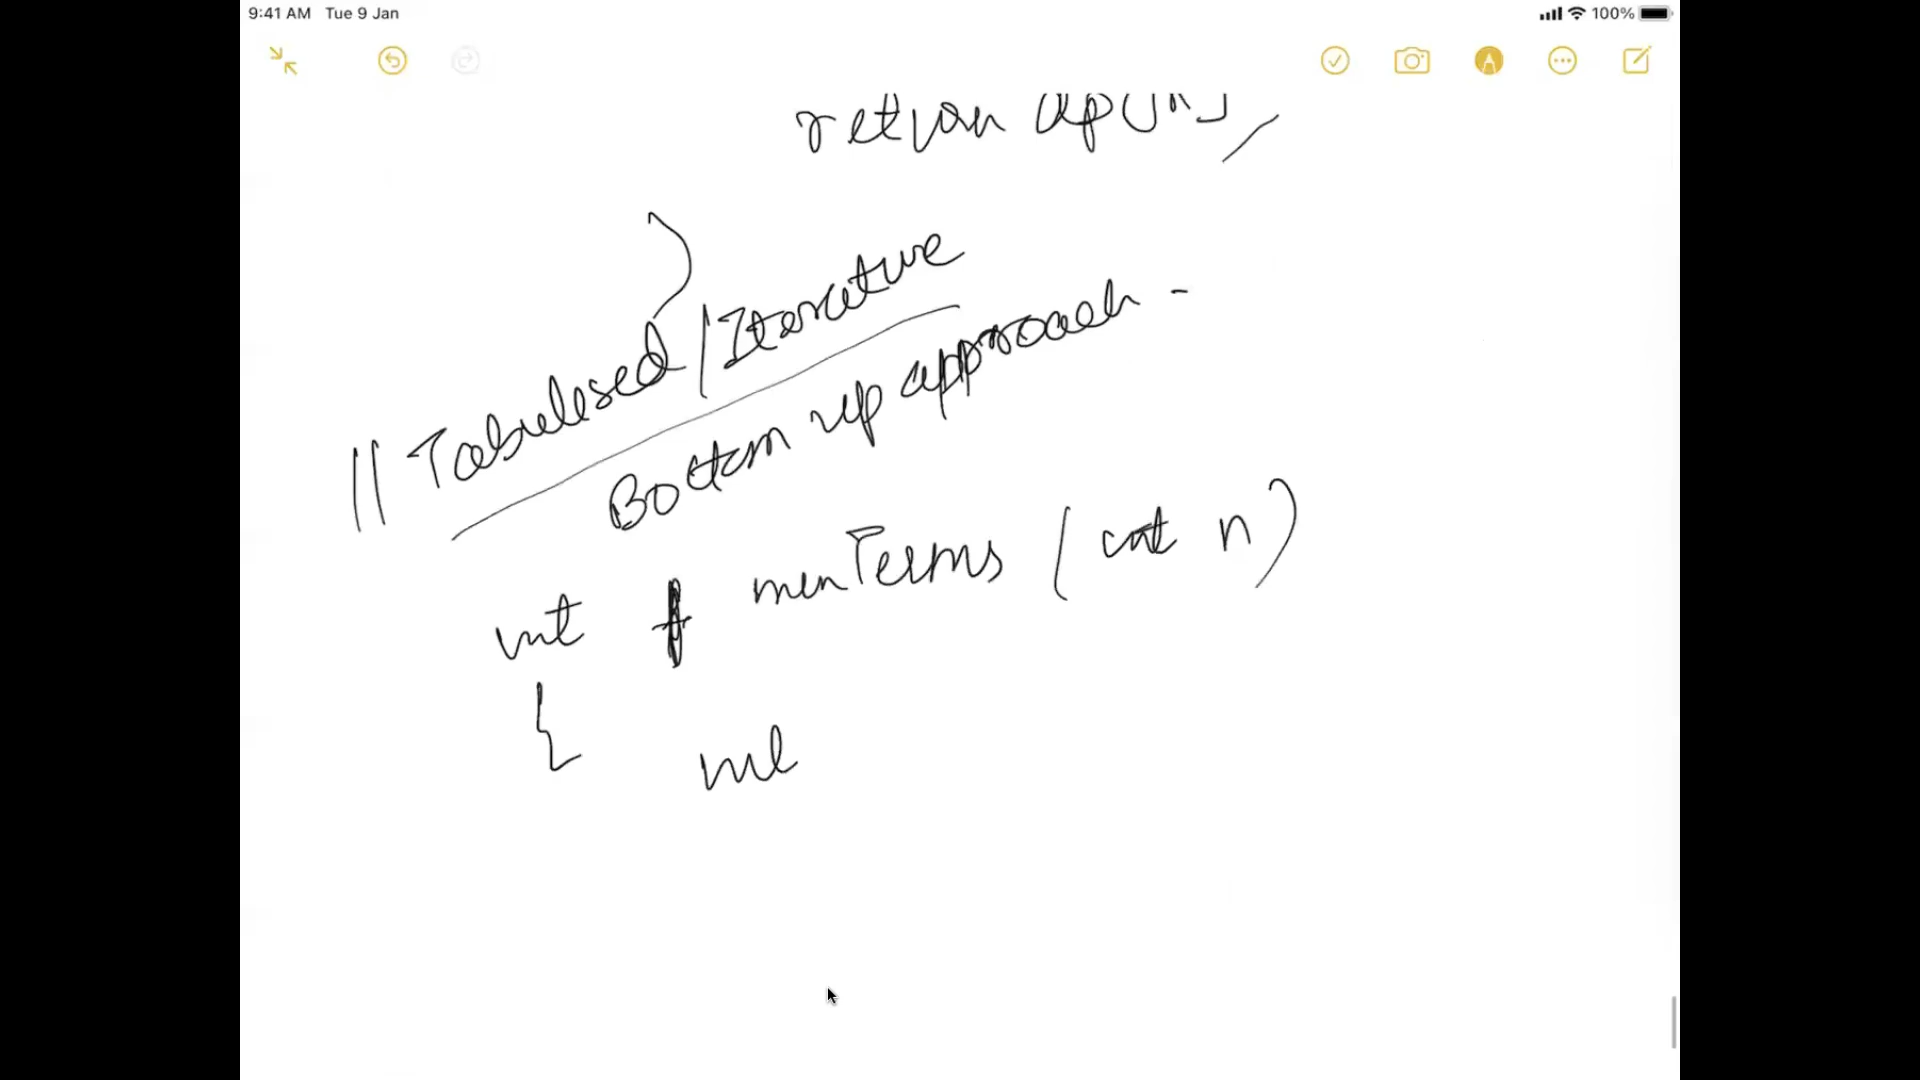 9:41 AM Tue 9 Jan
100%
return dp[n];
}
// Tabulised / Iterative
Bottom up approach -
int minTerms (int n)
{
int